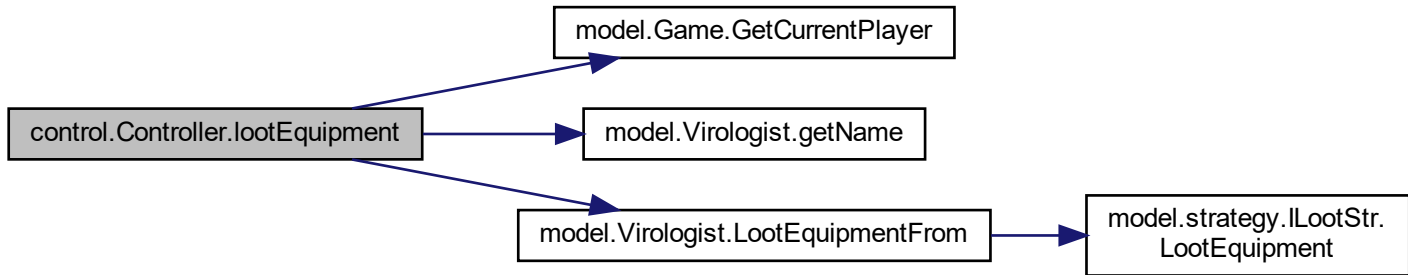 model.Game.GetCurrentPlayer
control.Controller.lootEquipment
model.Virologist.getName
model.Virologist.LootEquipmentFrom
model.strategy.ILootStr.
LootEquipment